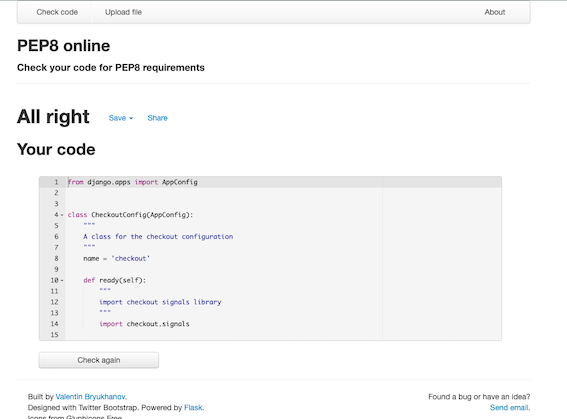 Check code Upload file About
PEP8 online
Check your code for PEP8 requirements
All right Save Share
Your code
1 from django.apps import AppConfig
2
3
4 class CheckoutConfig(AppConfig):
5 """
6 A class for the checkout configuration
7 """
8 name = 'checkout'
9
10 def ready(self):
11 """
12 import checkout signals library
13 """
14 import checkout.signals
15
Check again
Built by Valentin Bryukhanov. Found a bug or have an idea?
Designed with Twitter Bootstrap. Powered by Flask. Send email.
Icons from Glyphicons Free